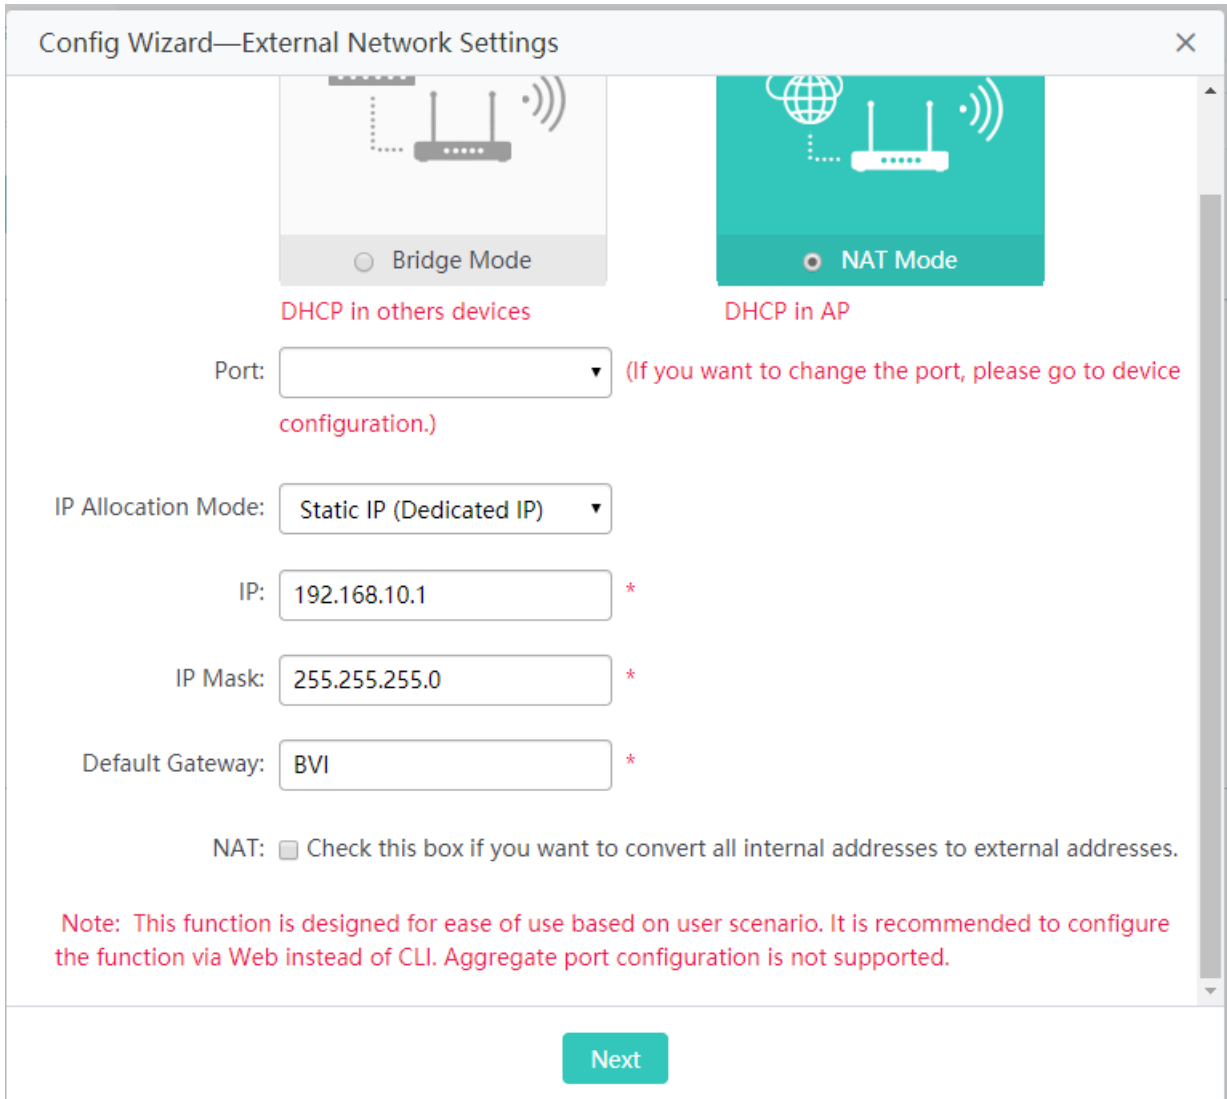 Config Wizard—External Network Settings
Bridge Mode
NAT Mode
DHCP in others devices
DHCP in AP
Port:
(If you want to change the port, please go to device
configuration.)
IP Allocation Mode: Static IP (Dedicated IP)
IP: 192.168.10.1 *
IP Mask: 255.255.255.0 *
Default Gateway: BVI *
NAT: Check this box if you want to convert all internal addresses to external addresses.
Note: This function is designed for ease of use based on user scenario. It is recommended to configure
the function via Web instead of CLI. Aggregate port configuration is not supported.
Next